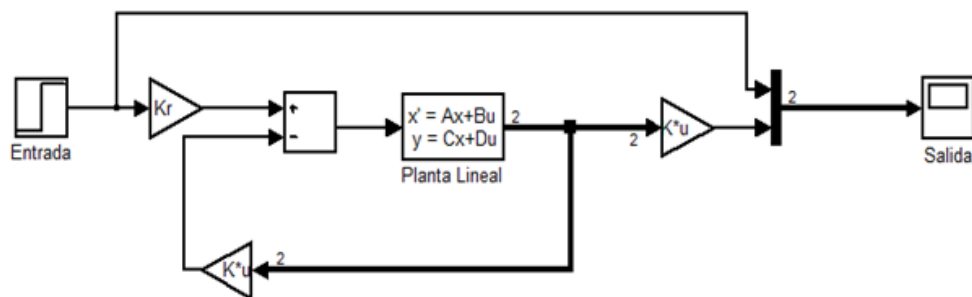 2
Kr
+
−
x' = Ax+Bu
y = Cx+Du
2
2
K*u
Entrada
Planta Lineal
Salida
K*u
2